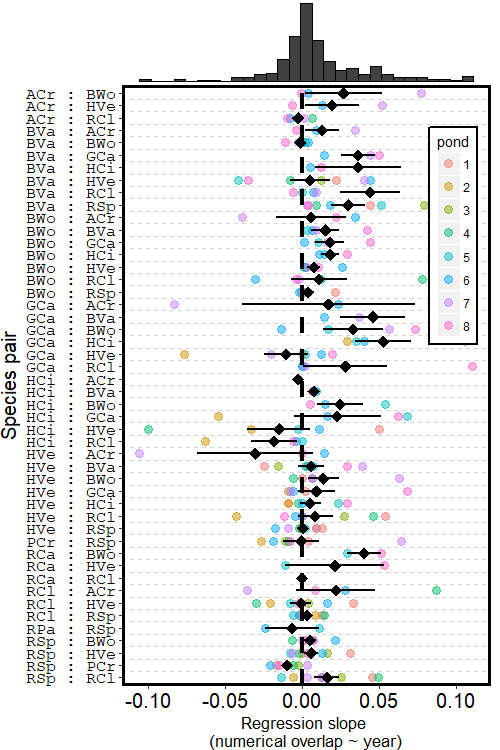 ACr : BWo
ACr : HVe
ACr : RCl
BVa : ACr
BVa : BWo
BVa : GCa
BVa : HCi
BVa : HVe
BVa : RCl
BVa : RSp
BWo : ACr
BWo : BVa
BWo : GCa
BWo : HCi
BWo : HVe
BWo : RCl
BWo : RSp
GCa : ACr
GCa : BVa
GCa : BWo
GCa : HCi
GCa : HVe
GCa : RCl
HCi : ACr
HCi : BVa
HCi : BWo
HCi : GCa
HCi : HVe
HCi : RCl
HVe : ACr
HVe : BVa
HVe : BWo
HVe : GCa
HVe : HCi
HVe : RCl
HVe : RSp
PCr : RSp
RCa : BWo
RCa : HVe
RCa : RCl
RCl : ACr
RCl : HVe
RCl : RSp
RPa : RSp
RSp : BWo
RSp : HVe
RSp : PCr
RSp : RCl
Species pair
pond
1
2
3
4
5
6
7
8
-0.10 -0.05 0.00 0.05 0.10
Regression slope
(numerical overlap ~ year)